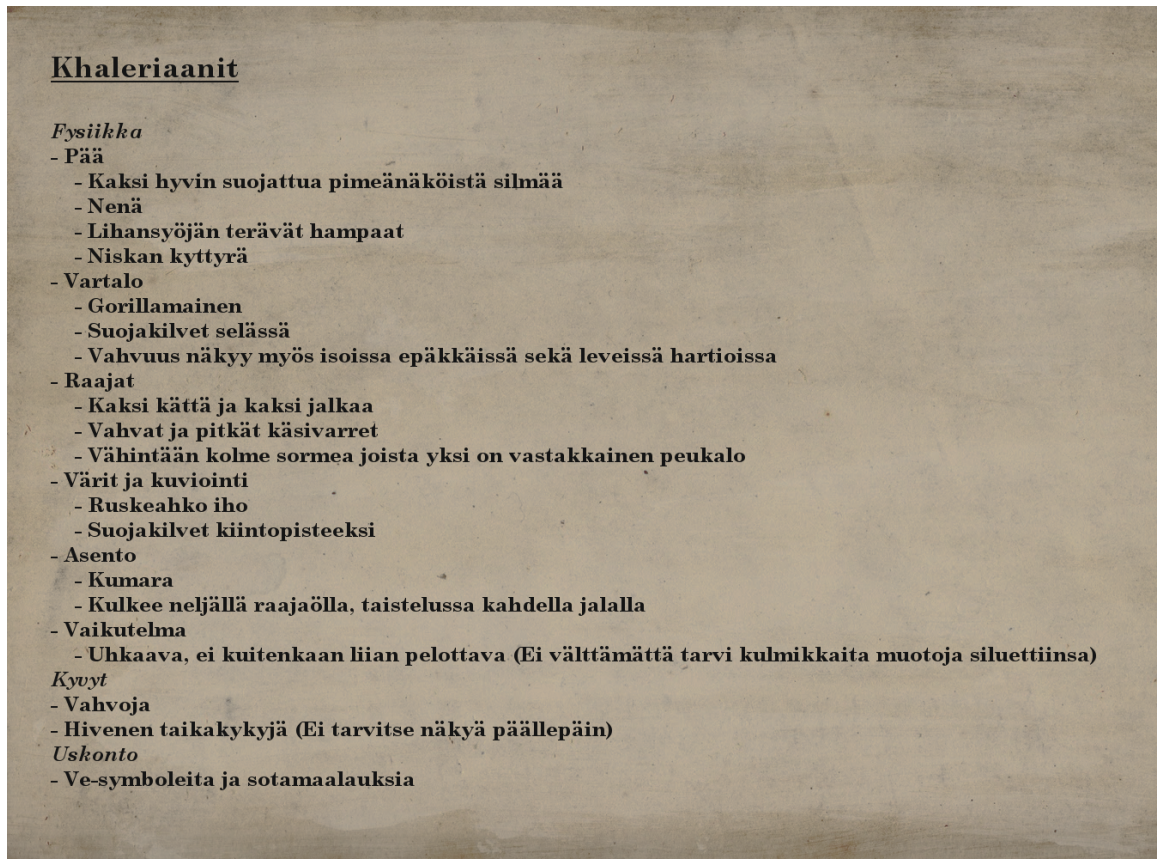 Khaleriaanit
Fysiikka
- Pää
- Kaksi hyvin suojattua pimeänäköistä silmää
- Nenä
- Lihansyöjän terävät hampaat
- Niskan kyttyrä
- Vartalo
- Gorillamainen
- Suojakilvet selässä
- Vahvuus näkyy myös isoissa epäkkäissä sekä leveissä hartioissa
- Raajat
- Kaksi kättä ja kaksi jalkaa
- Vahvat ja pitkät käsivarret
- Vähintään kolme sormea joista yksi on vastakkainen peukalo
- Värit ja kuviointi
- Ruskeahko iho
- Suojakilvet kiintopisteeksi
- Asento
- Kumara
- Kulkee neljällä raajaölla, taistelussa kahdella jalalla
- Vaikutelma
- Uhkaava, ei kuitenkaan liian pelottava (Ei välttämättä tarvi kulmikkaita muotoja siluettiinsa)
Kyvyt
- Vahvoja
- Hivenen taikakykyjä (Ei tarvitse näkyä päällepäin)
Uskonto
- Ve-symboleita ja sotamaalauksia